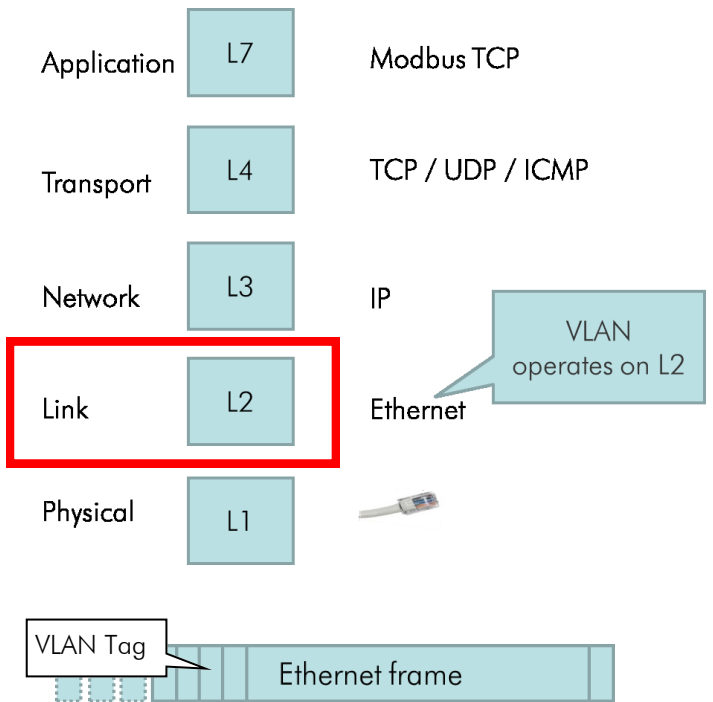 Application L7 Modbus TCP
Transport L4 TCP / UDP / ICMP
Network L3 IP
VLAN
operates on L2
Link L2 Ethernet
Physical L1
VLAN Tag
Ethernet frame